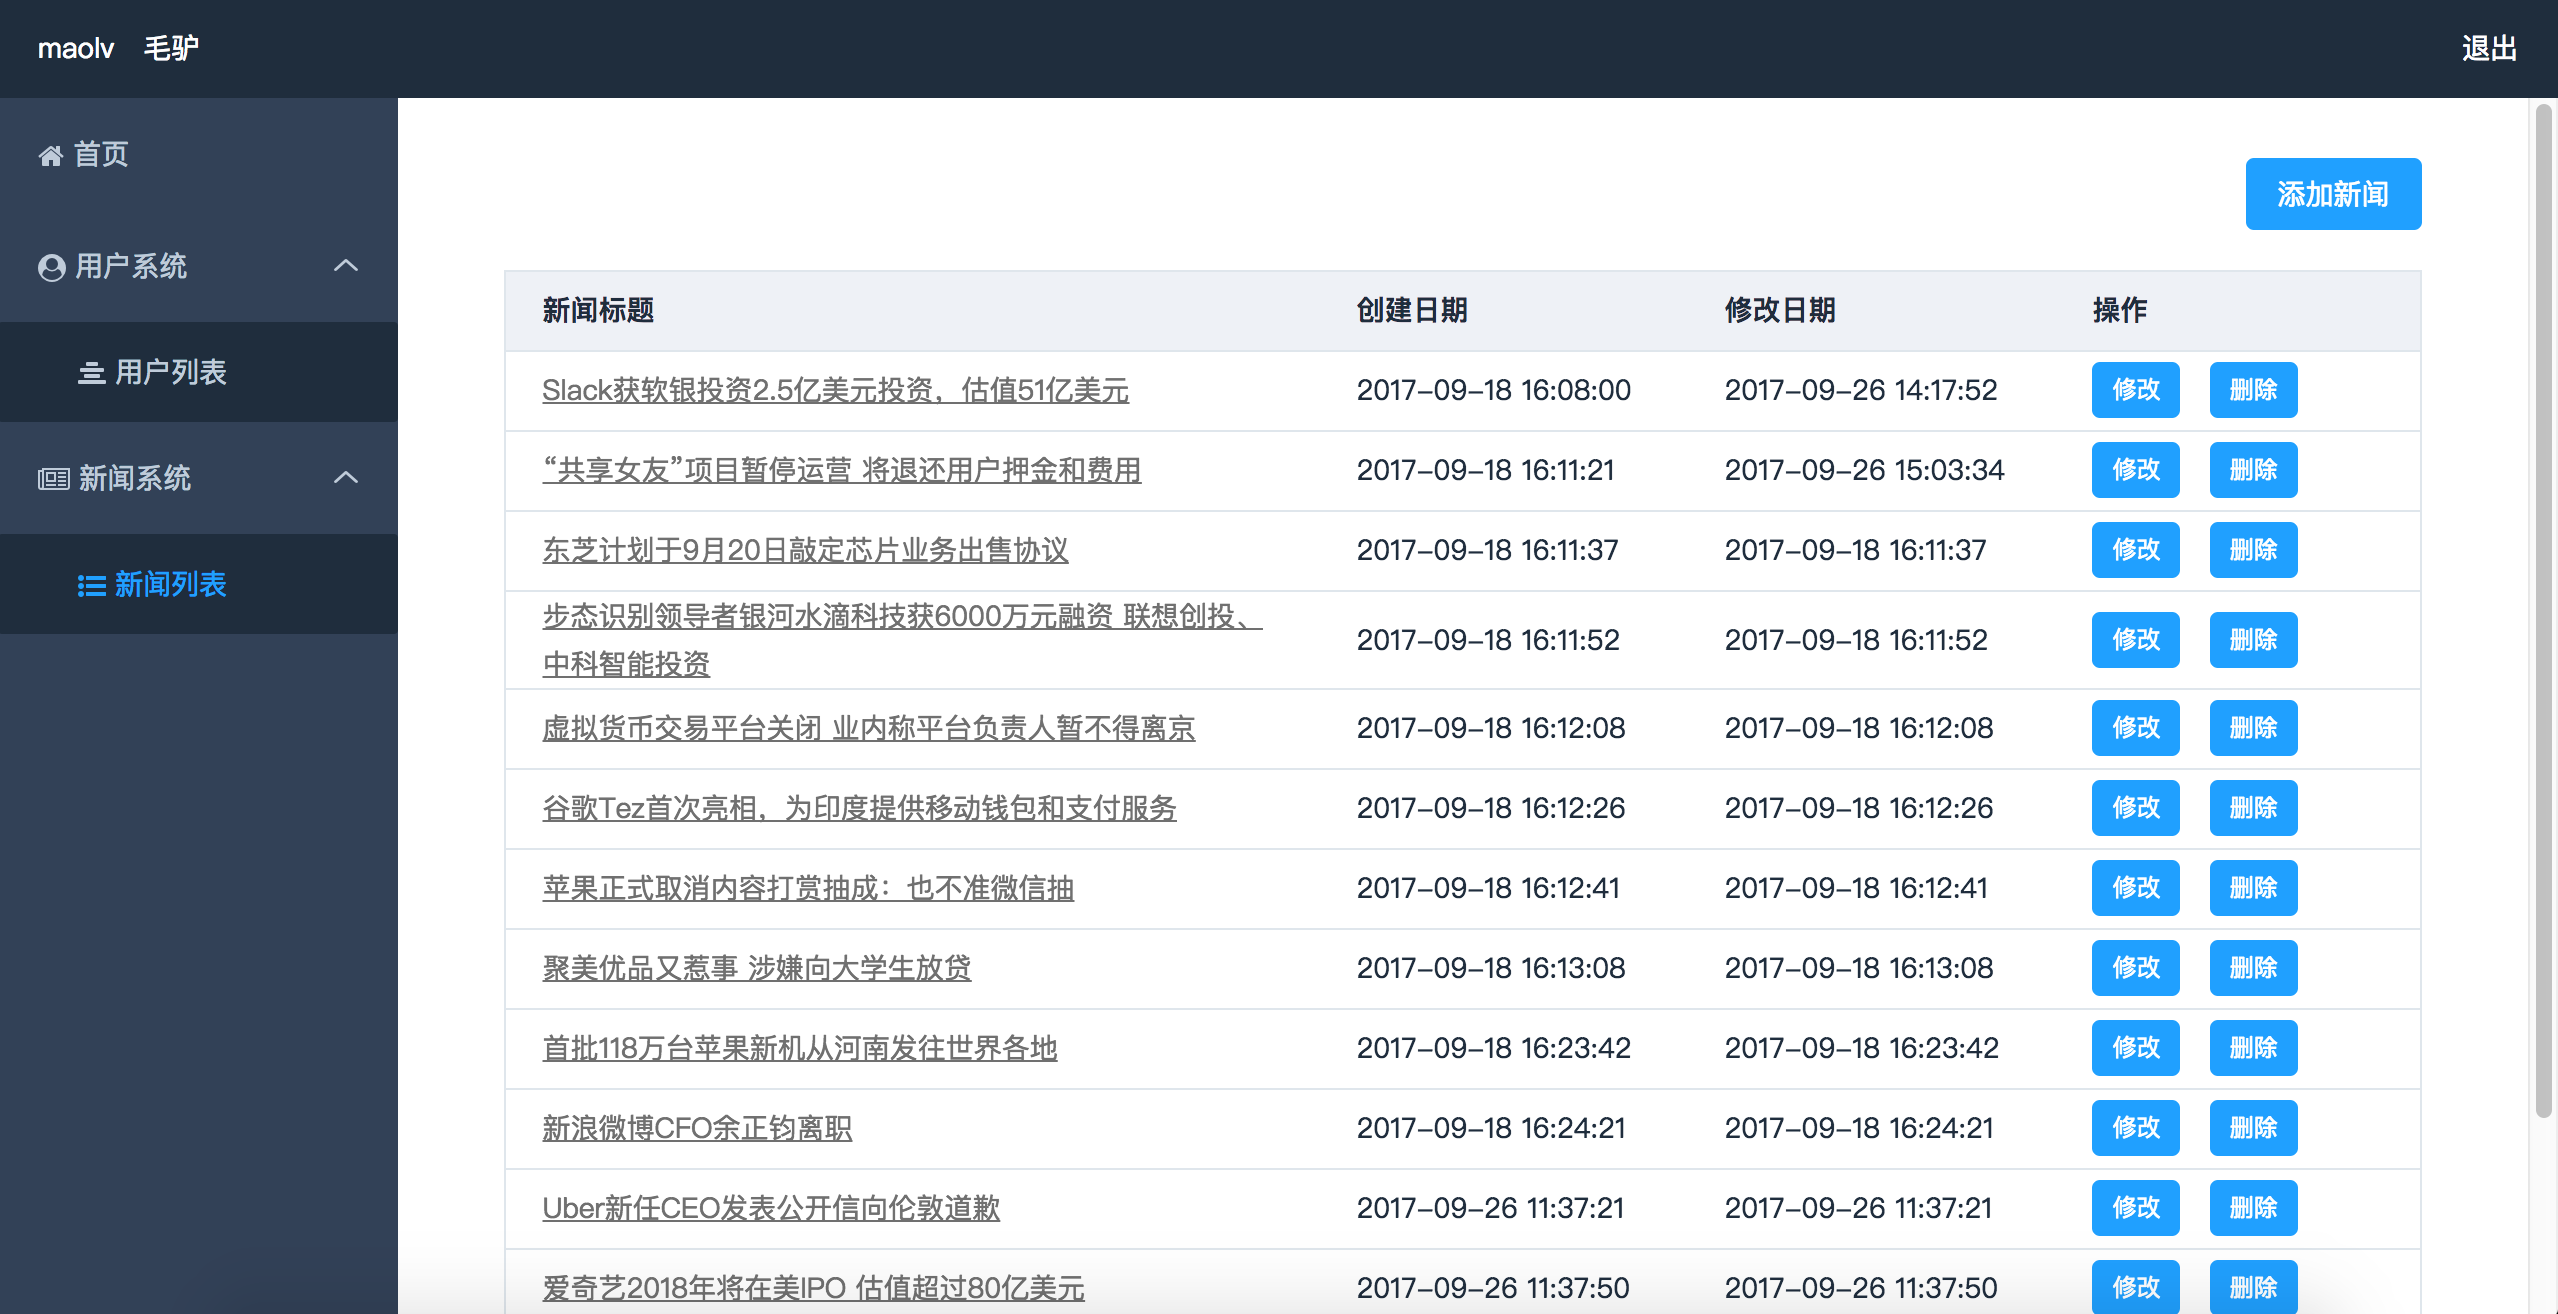 maolv 毛驴 退出
首页
用户系统
用户列表
新闻系统
新闻列表
添加新闻
新闻标题 创建日期 修改日期 操作
Slack获软银投资2.5亿美元投资，估值51亿美元 2017-09-18 16:08:00 2017-09-26 14:17:52 修改 删除
“共享女友”项目暂停运营 将退还用户押金和费用 2017-09-18 16:11:21 2017-09-26 15:03:34 修改 删除
东芝计划于9月20日敲定芯片业务出售协议 2017-09-18 16:11:37 2017-09-18 16:11:37 修改 删除
步态识别领导者银河水滴科技获6000万元融资 联想创投、
中科智能投资 2017-09-18 16:11:52 2017-09-18 16:11:52 修改 删除
虚拟货币交易平台关闭 业内称平台负责人暂不得离京 2017-09-18 16:12:08 2017-09-18 16:12:08 修改 删除
谷歌Tez首次亮相，为印度提供移动钱包和支付服务 2017-09-18 16:12:26 2017-09-18 16:12:26 修改 删除
苹果正式取消内容打赏抽成：也不准微信抽 2017-09-18 16:12:41 2017-09-18 16:12:41 修改 删除
聚美优品又惹事 涉嫌向大学生放贷 2017-09-18 16:13:08 2017-09-18 16:13:08 修改 删除
首批118万台苹果新机从河南发往世界各地 2017-09-18 16:23:42 2017-09-18 16:23:42 修改 删除
新浪微博CFO余正钧离职 2017-09-18 16:24:21 2017-09-18 16:24:21 修改 删除
Uber新任CEO发表公开信向伦敦道歉 2017-09-26 11:37:21 2017-09-26 11:37:21 修改 删除
爱奇艺2018年将在美IPO 估值超过80亿美元 2017-09-26 11:37:50 2017-09-26 11:37:50 修改 删除